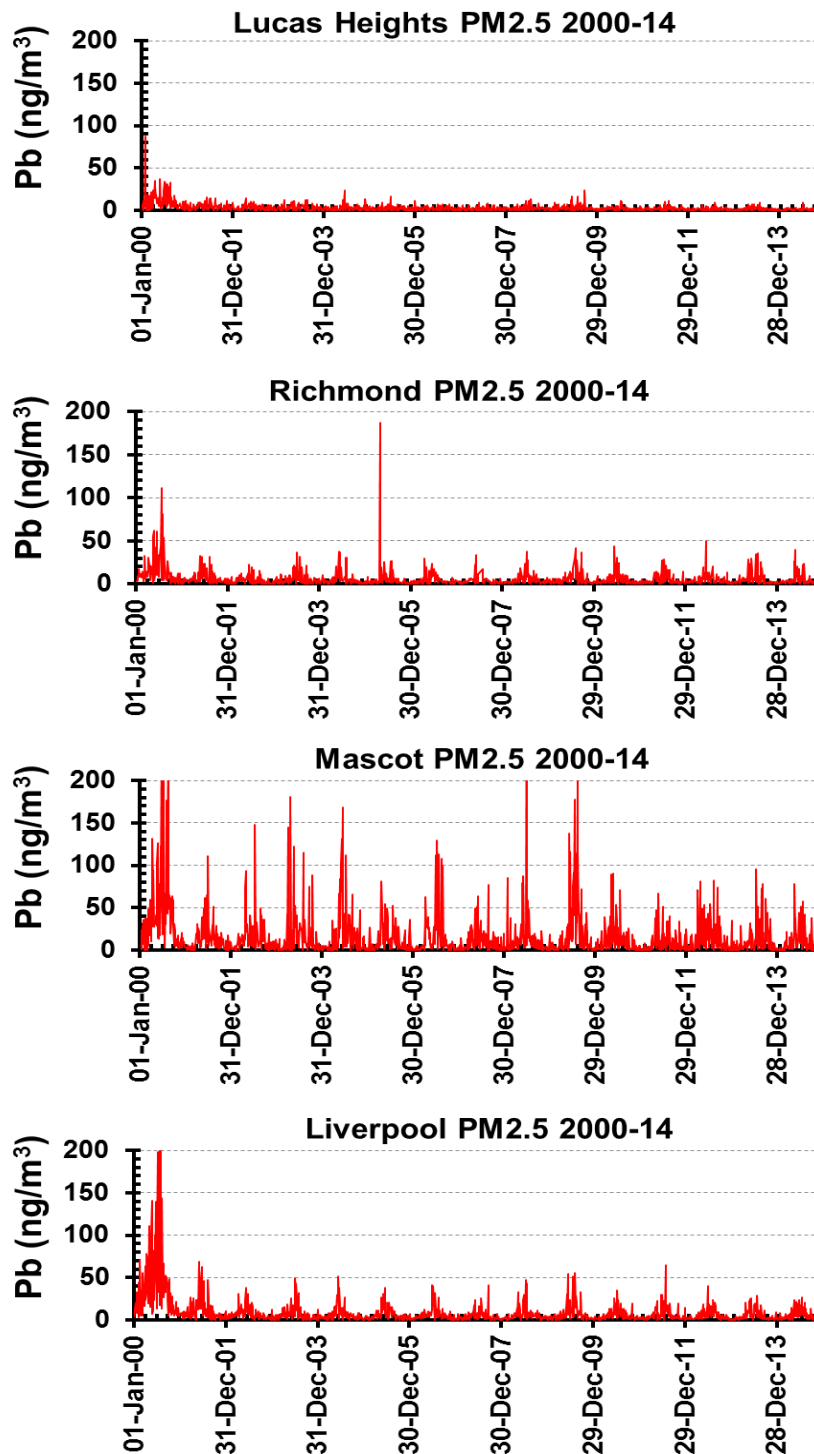 Lucas Heights PM2.5 2000-14
Pb (ng/m³)
200
150
100
50
0
01-Jan-00
31-Dec-01
31-Dec-03
30-Dec-05
30-Dec-07
29-Dec-09
29-Dec-11
28-Dec-13
Richmond PM2.5 2000-14
Pb (ng/m³)
200
150
100
50
0
01-Jan-00
31-Dec-01
31-Dec-03
30-Dec-05
30-Dec-07
29-Dec-09
29-Dec-11
28-Dec-13
Mascot PM2.5 2000-14
Pb (ng/m³)
200
150
100
50
0
01-Jan-00
31-Dec-01
31-Dec-03
30-Dec-05
30-Dec-07
29-Dec-09
29-Dec-11
28-Dec-13
Liverpool PM2.5 2000-14
Pb (ng/m³)
200
150
100
50
0
01-Jan-00
31-Dec-01
31-Dec-03
30-Dec-05
30-Dec-07
29-Dec-09
29-Dec-11
28-Dec-13